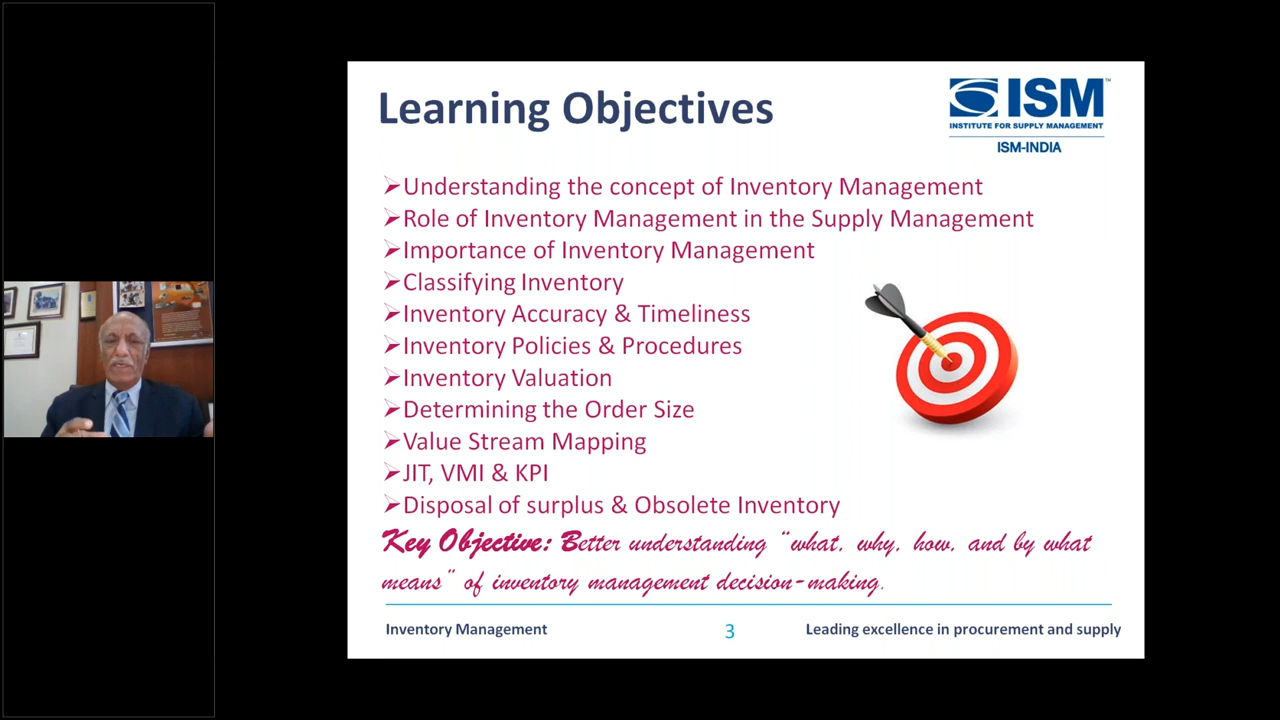 Learning Objectives
ISM™
INSTITUTE FOR SUPPLY MANAGEMENT
ISM-INDIA
➢Understanding the concept of Inventory Management
➢Role of Inventory Management in the Supply Management
➢Importance of Inventory Management
➢Classifying Inventory
➢Inventory Accuracy & Timeliness
➢Inventory Policies & Procedures
➢Inventory Valuation
➢Determining the Order Size
➢Value Stream Mapping
➢JIT, VMI & KPI
➢Disposal of surplus & Obsolete Inventory
Key Objective: Better understanding “what, why, how, and by what
means” of inventory management decision-making.
Inventory Management
3
Leading excellence in procurement and supply